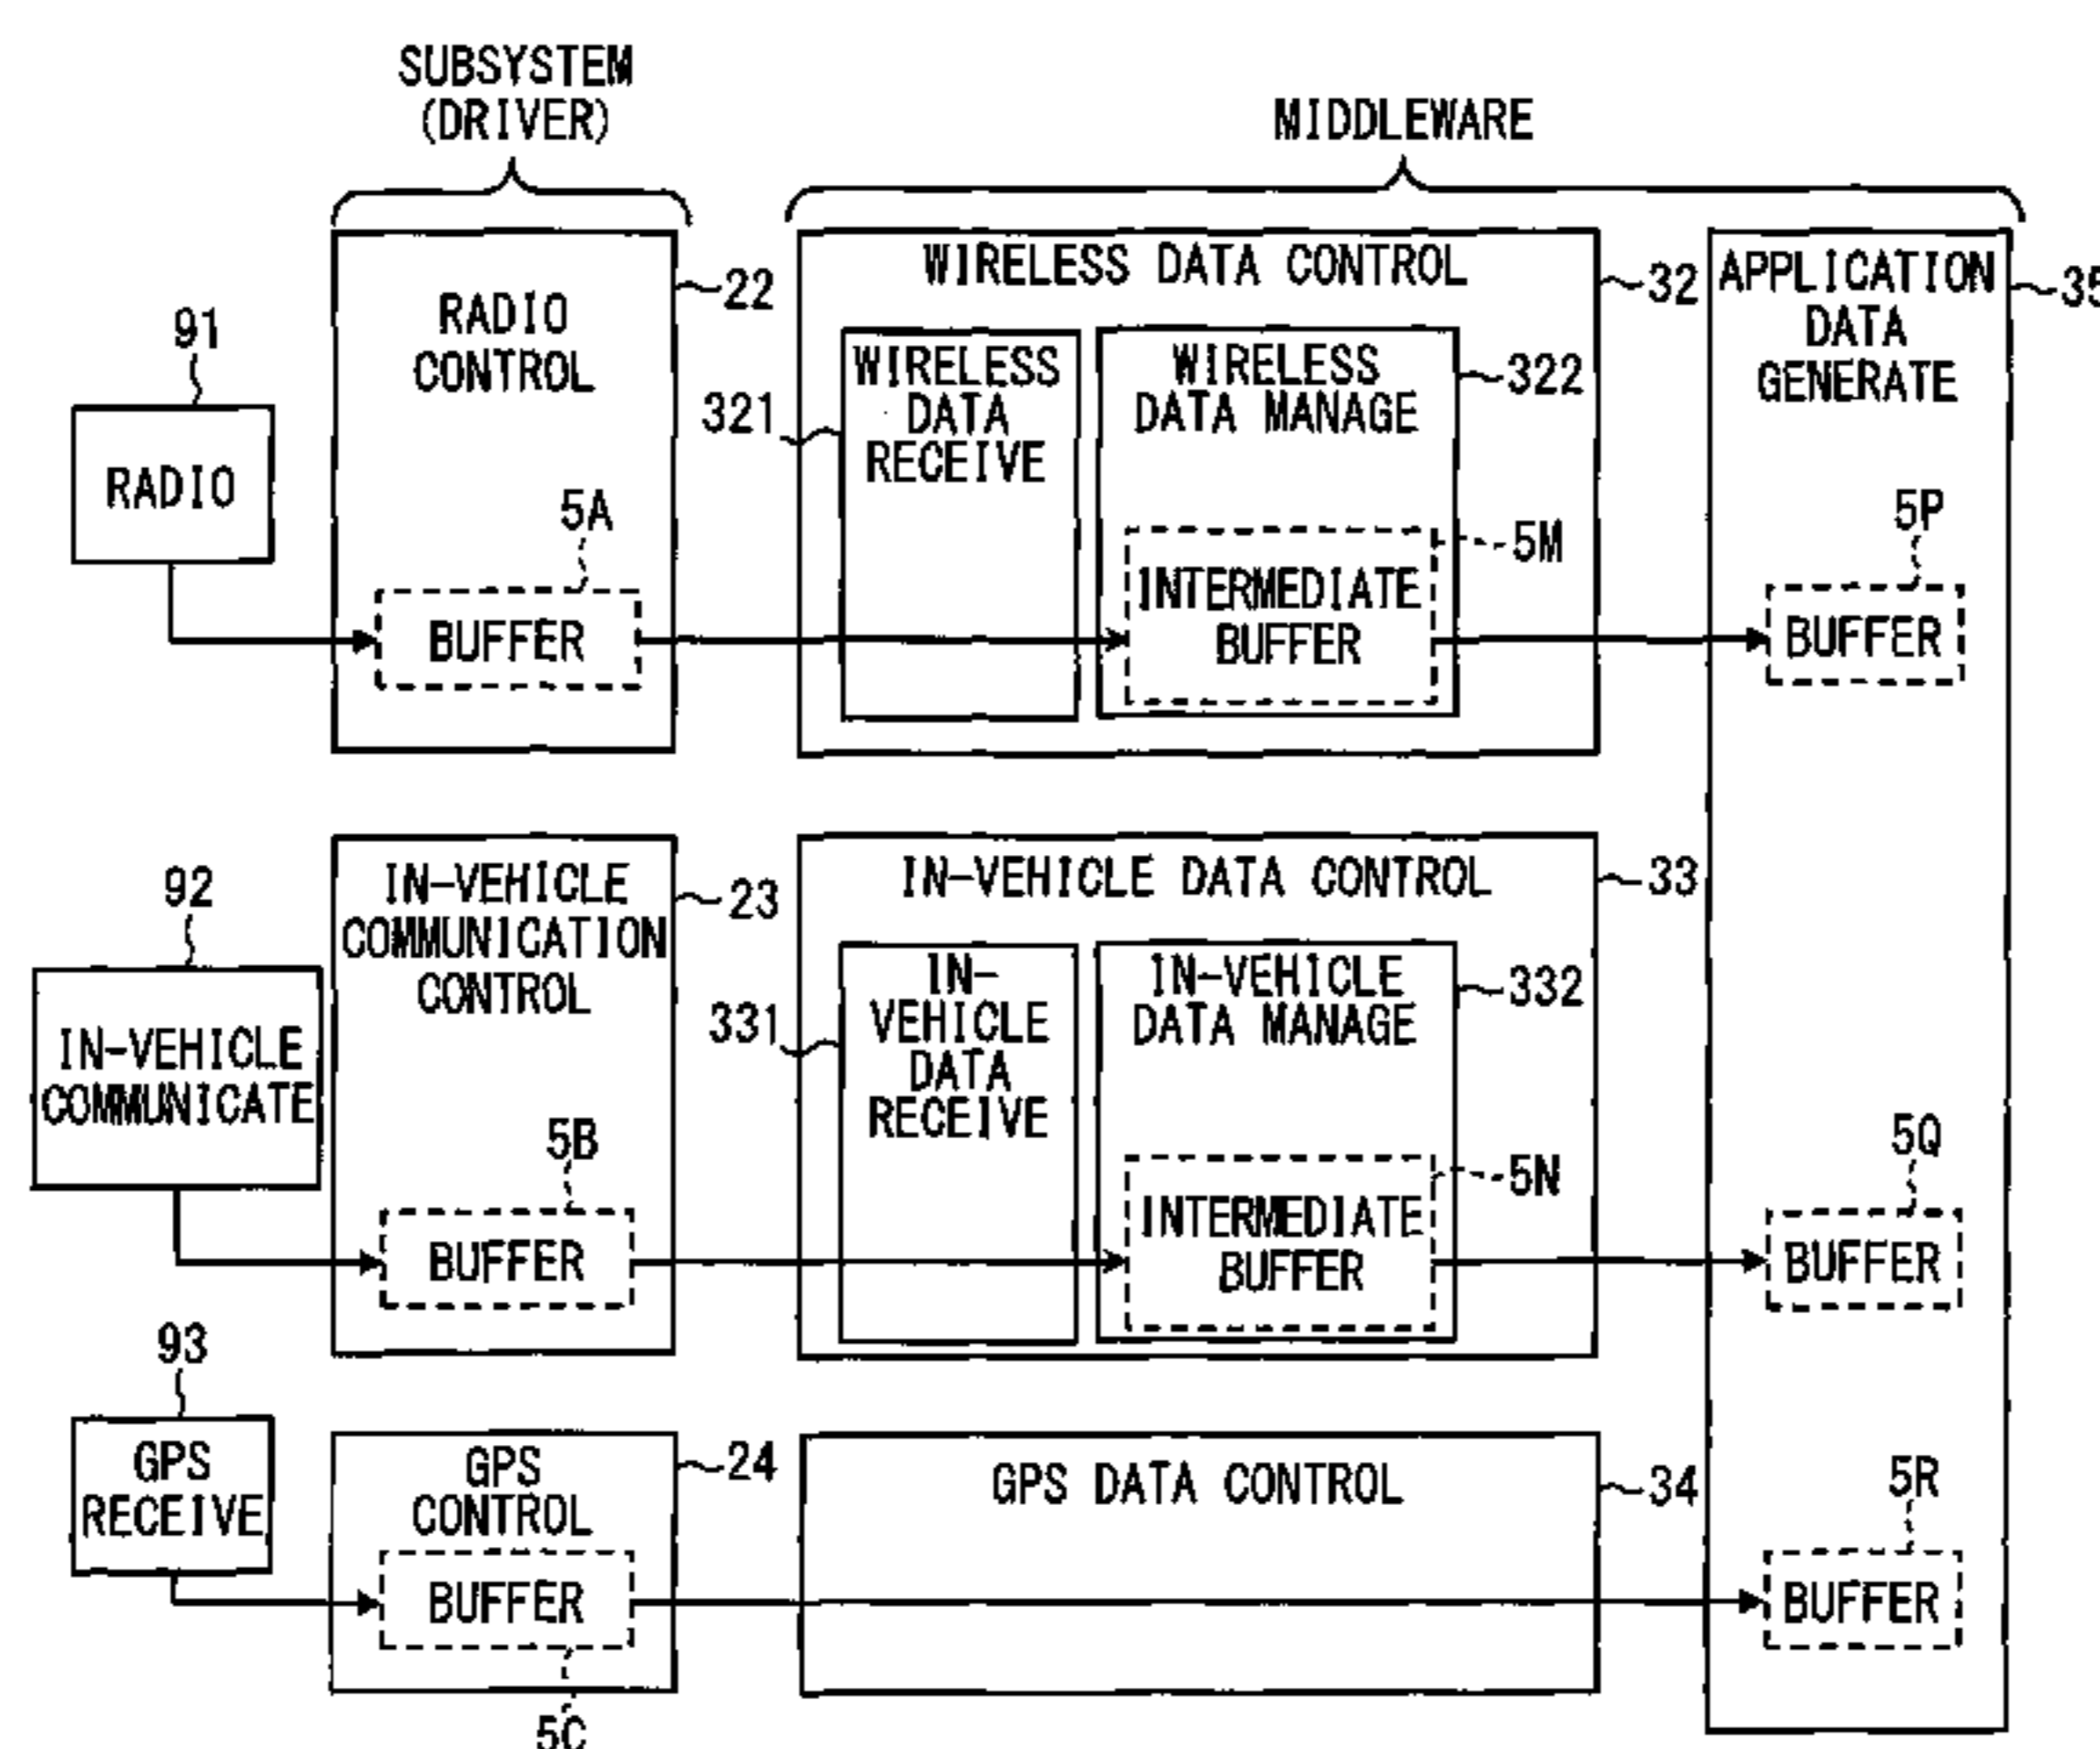 SUBSYSTEM
(DRIVER)
MIDDLEWARE
91
RADIO
RADIO
CONTROL
22
5A
BUFFER
WIRELESS DATA CONTROL
32
321
WIRELESS
DATA
RECEIVE
WIRELESS
DATA MANAGE
322
5M
INTERMEDIATE
BUFFER
APPLICATION
DATA
GENERATE
35
5P
BUFFER
92
IN-VEHICLE
COMMUNICATE
IN-VEHICLE
COMMUNICATION
CONTROL
23
5B
BUFFER
IN-VEHICLE DATA CONTROL
33
331
IN-
VEHICLE
DATA
RECEIVE
IN-VEHICLE
DATA MANAGE
332
5N
INTERMEDIATE
BUFFER
5Q
BUFFER
93
GPS
RECEIVE
GPS
CONTROL
24
BUFFER
5C
GPS DATA CONTROL
34
5R
BUFFER